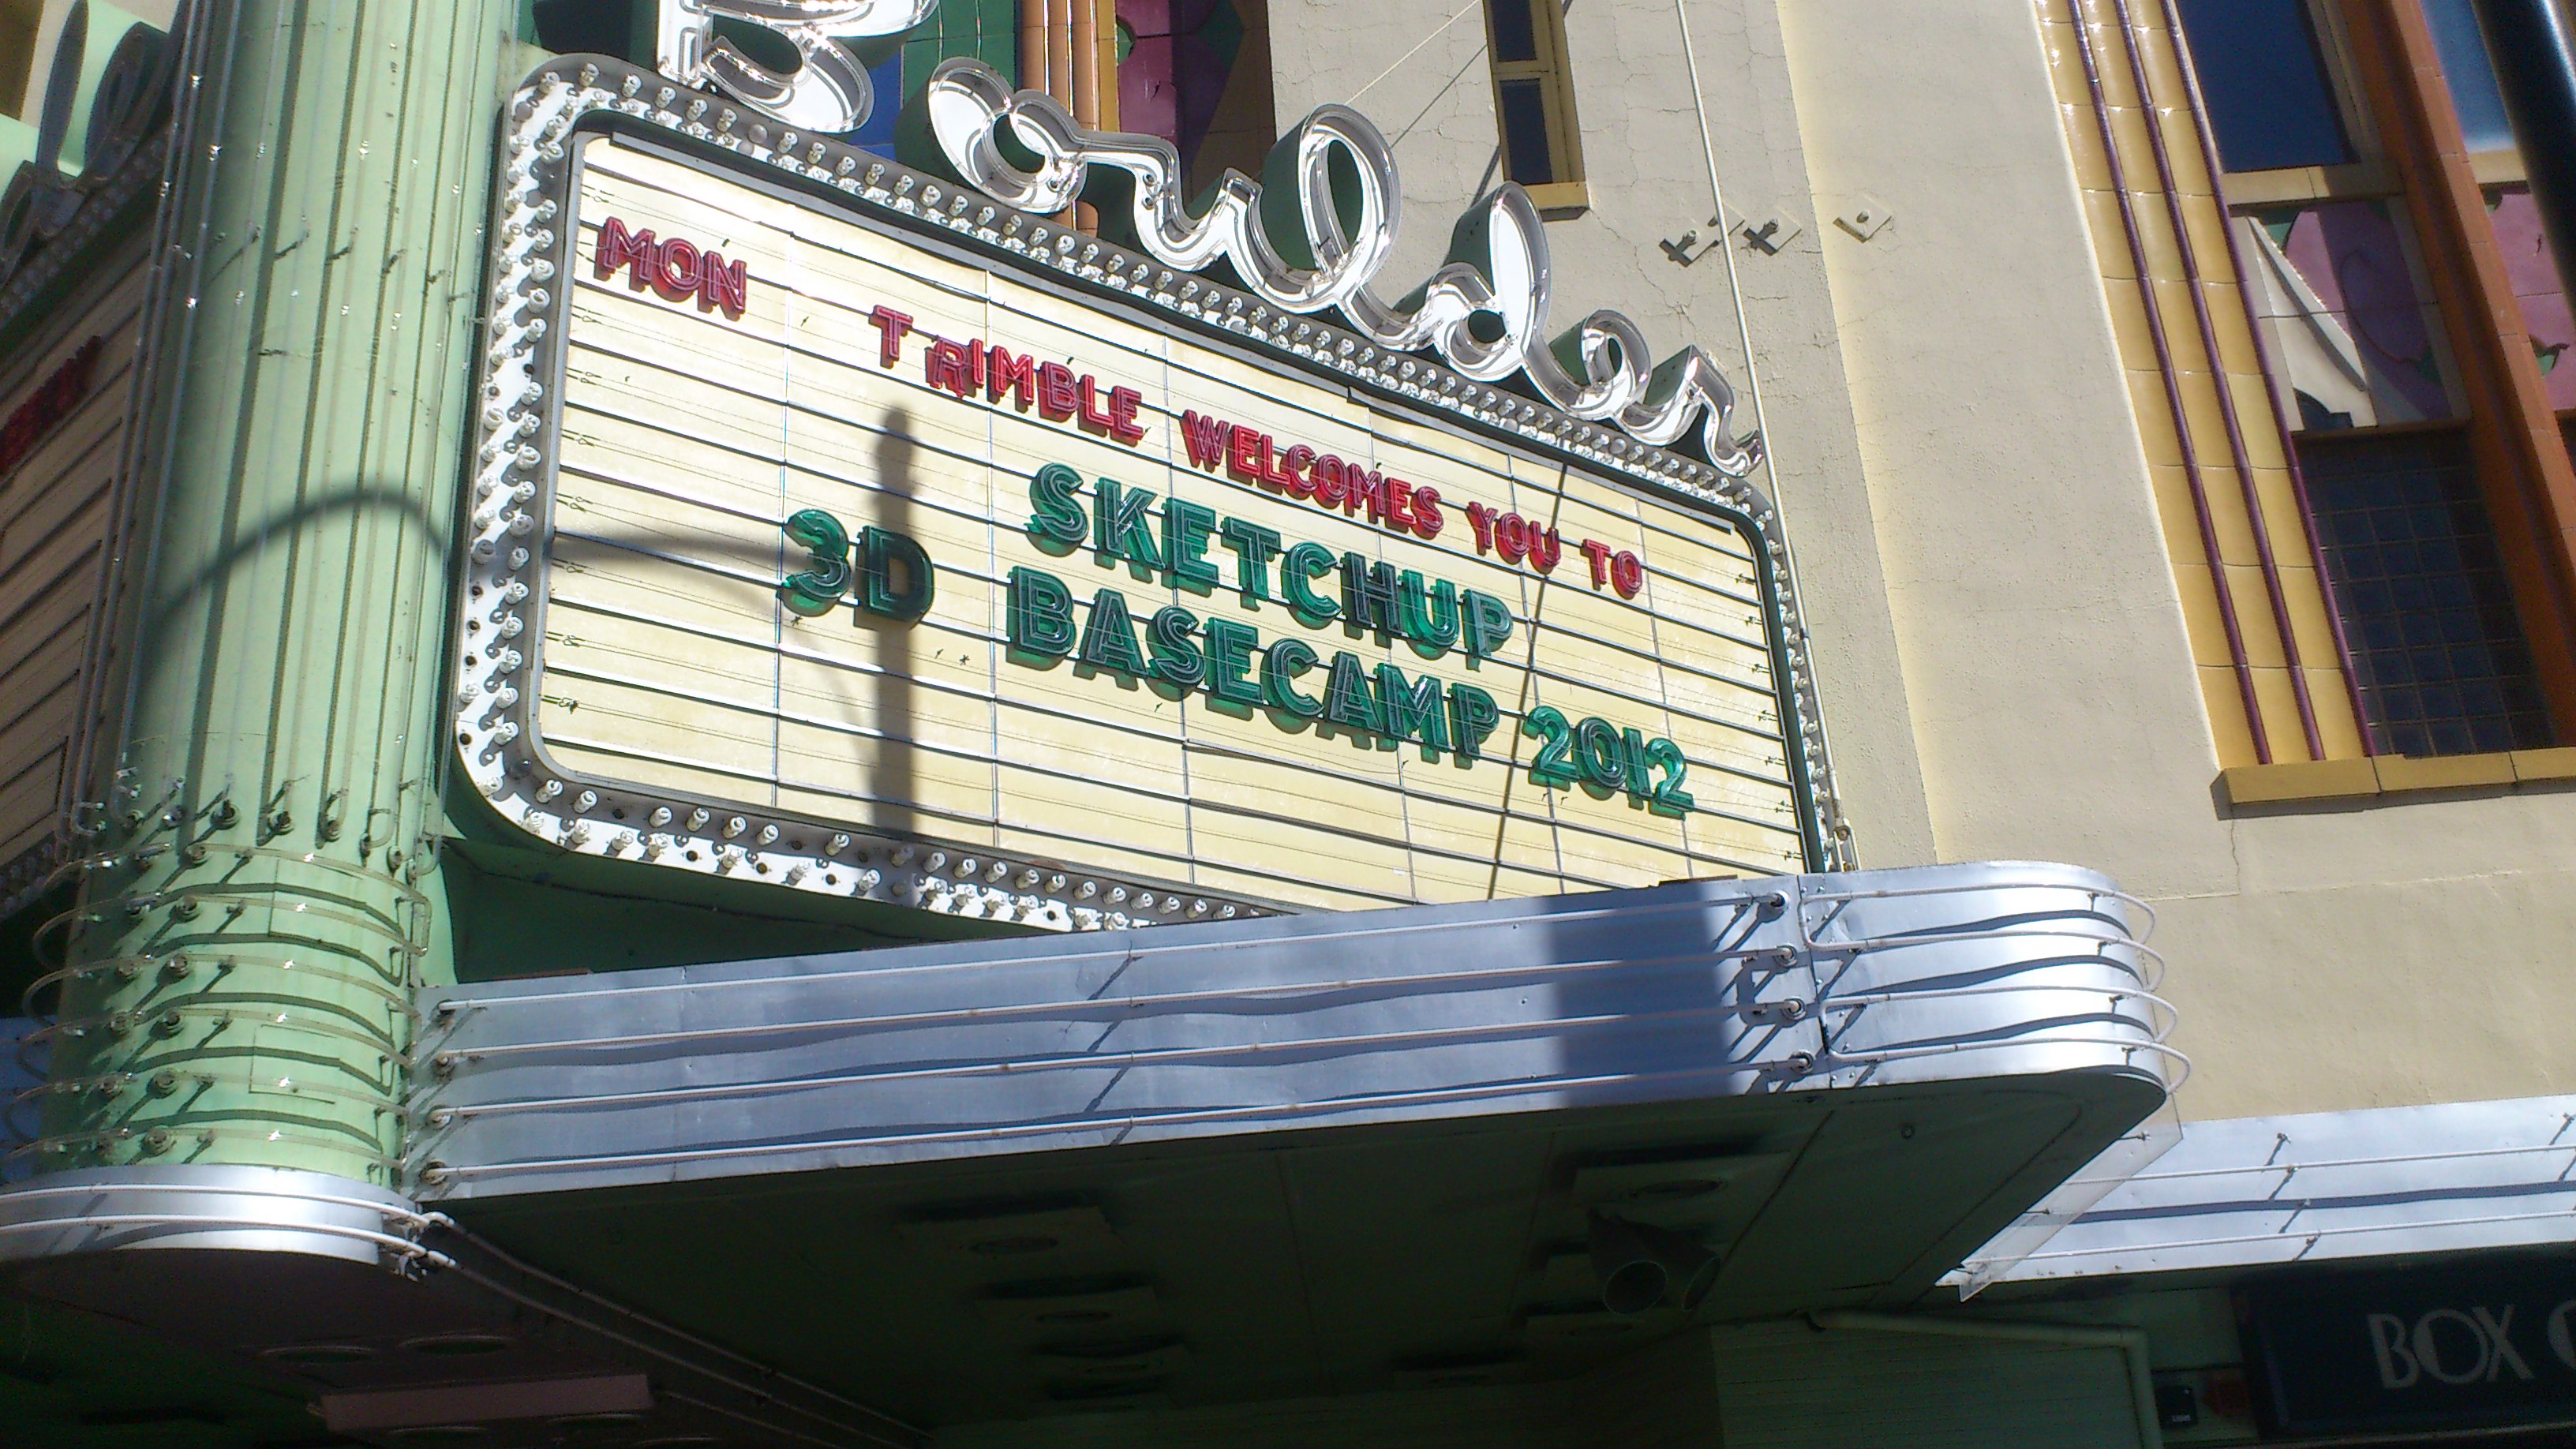 Boulder
MON
TRIMBLE WELCOMES YOU TO
SKETCHUP
3D BASECAMP 2012
BOX